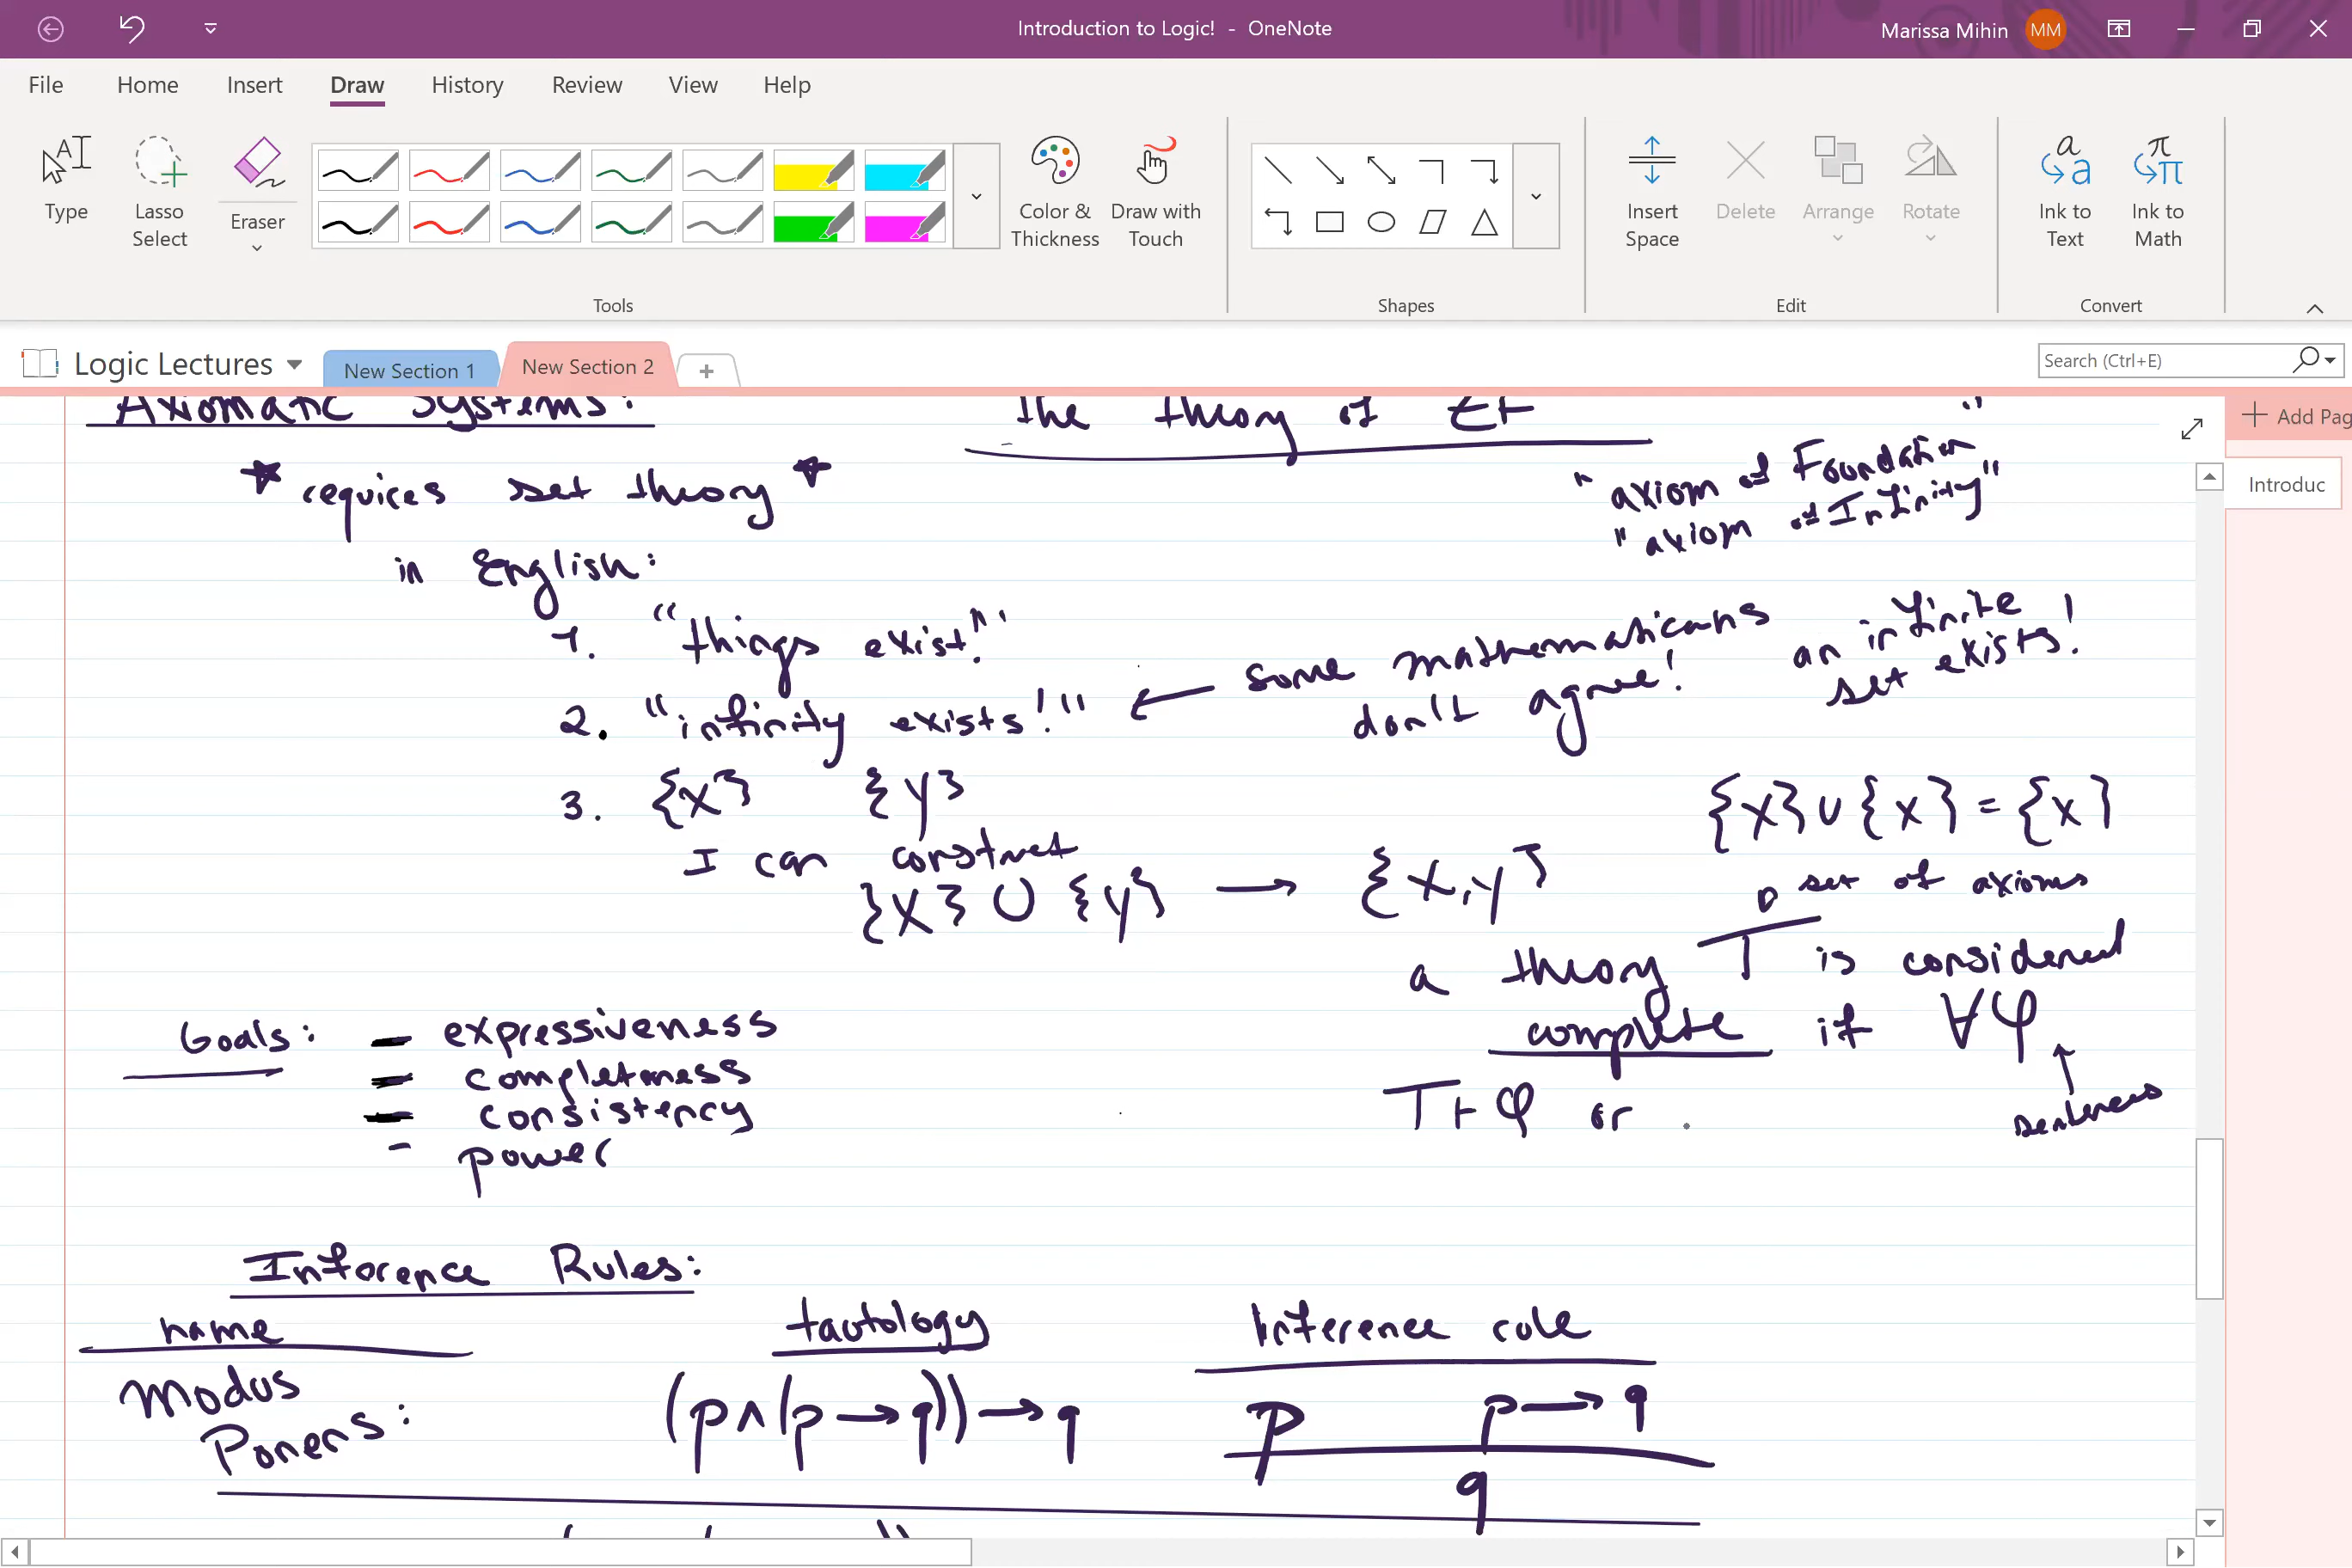 Introduction to Logic! - OneNote
Marissa Mihin MM
File Home Insert Draw History Review View Help
Type
Lasso Select
Eraser
Color & Thickness
Draw with Touch
Insert Space
Delete
Arrange
Rotate
a a
Ink to Text
π π
Ink to Math
Tools Shapes Edit Convert
Logic Lectures New Section 1 New Section 2 +
Search (Ctrl+E)
Add Pag
Introduc
Axiomatic Systems:
* requires set theory *
in English:
1. "things exist!"
2. "infinity exists!" ← some mathematicans
don't agree!
3. {x} {y}
I can construct
{x} ∪ {y} → {x,y}
the theory of ZF
"axiom of Foundation"
"axiom of Infinity"
an infinite
set exists!
{x} ∪ {x} = {x}
set of axioms
a theory T is considered
complete if ∀φ
sentences
T ⊢ φ or
Goals: - expressiveness
- completeness
- consistency
- power
Inference Rules:
name tautology Inference rule
Modus
Ponens: (p ∧ (p → q)) → q
p p → q
q